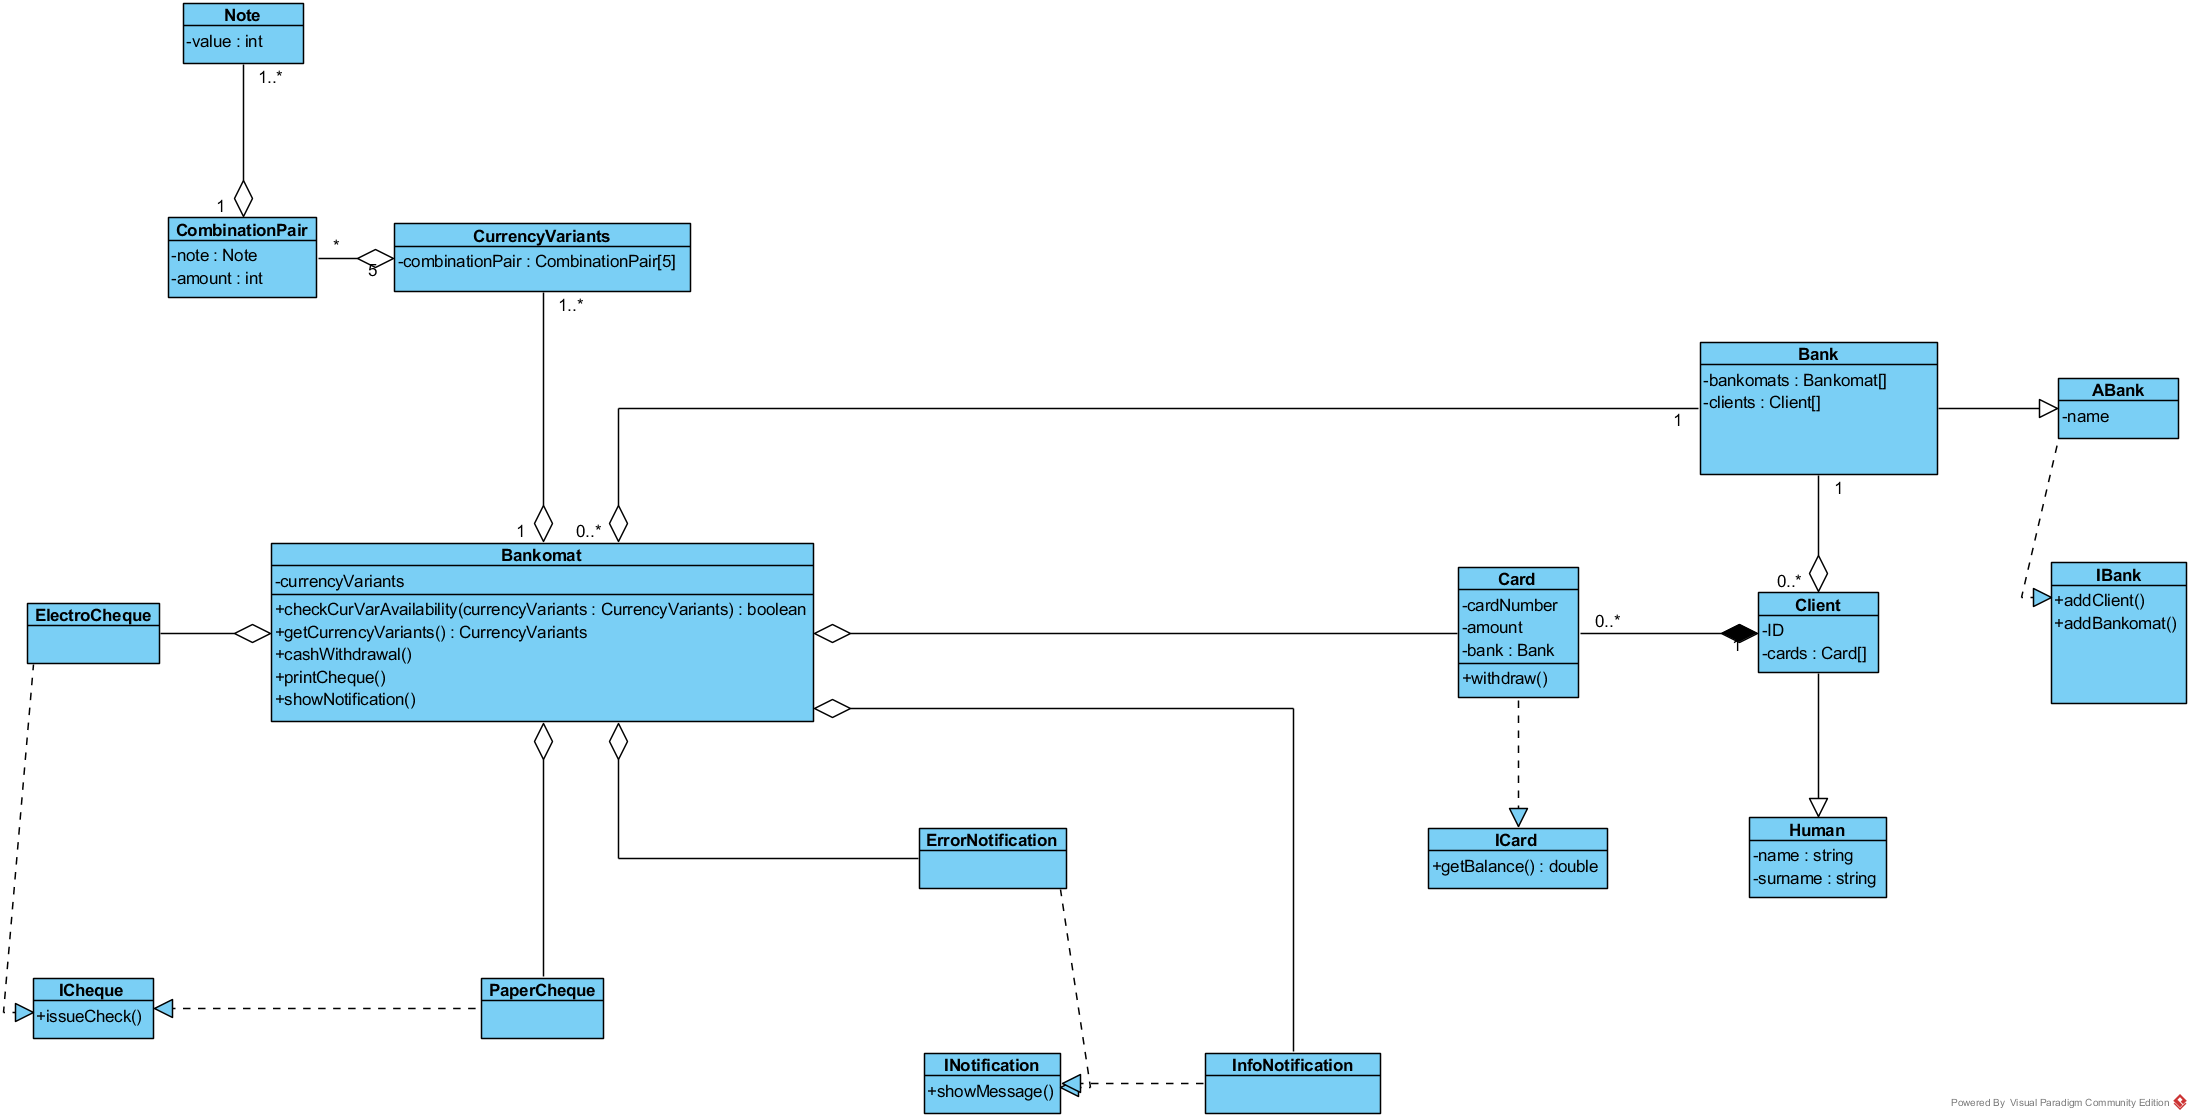 Note
-value : int
1..*
1
CombinationPair
-note : Note
-amount : int
*
5
CurrencyVariants
-combinationPair : CombinationPair[5]
1..*
Bank
-bankomats : Bankomat[]
-clients : Client[]
1
1
ABank
-name
1
0..*
Bankomat
-currencyVariants
+checkCurVarAvailability(currencyVariants : CurrencyVariants) : boolean
+getCurrencyVariants() : CurrencyVariants
+cashWithdrawal()
+printCheque()
+showNotification()
ElectroCheque
Card
-cardNumber
-amount
-bank : Bank
+withdraw()
0..*
1
0..*
Client
-ID
-cards : Card[]
IBank
+addClient()
+addBankomat()
ErrorNotification
ICard
+getBalance() : double
Human
-name : string
-surname : string
ICheque
+issueCheck()
PaperCheque
INotification
+showMessage()
InfoNotification
Powered By Visual Paradigm Community Edition